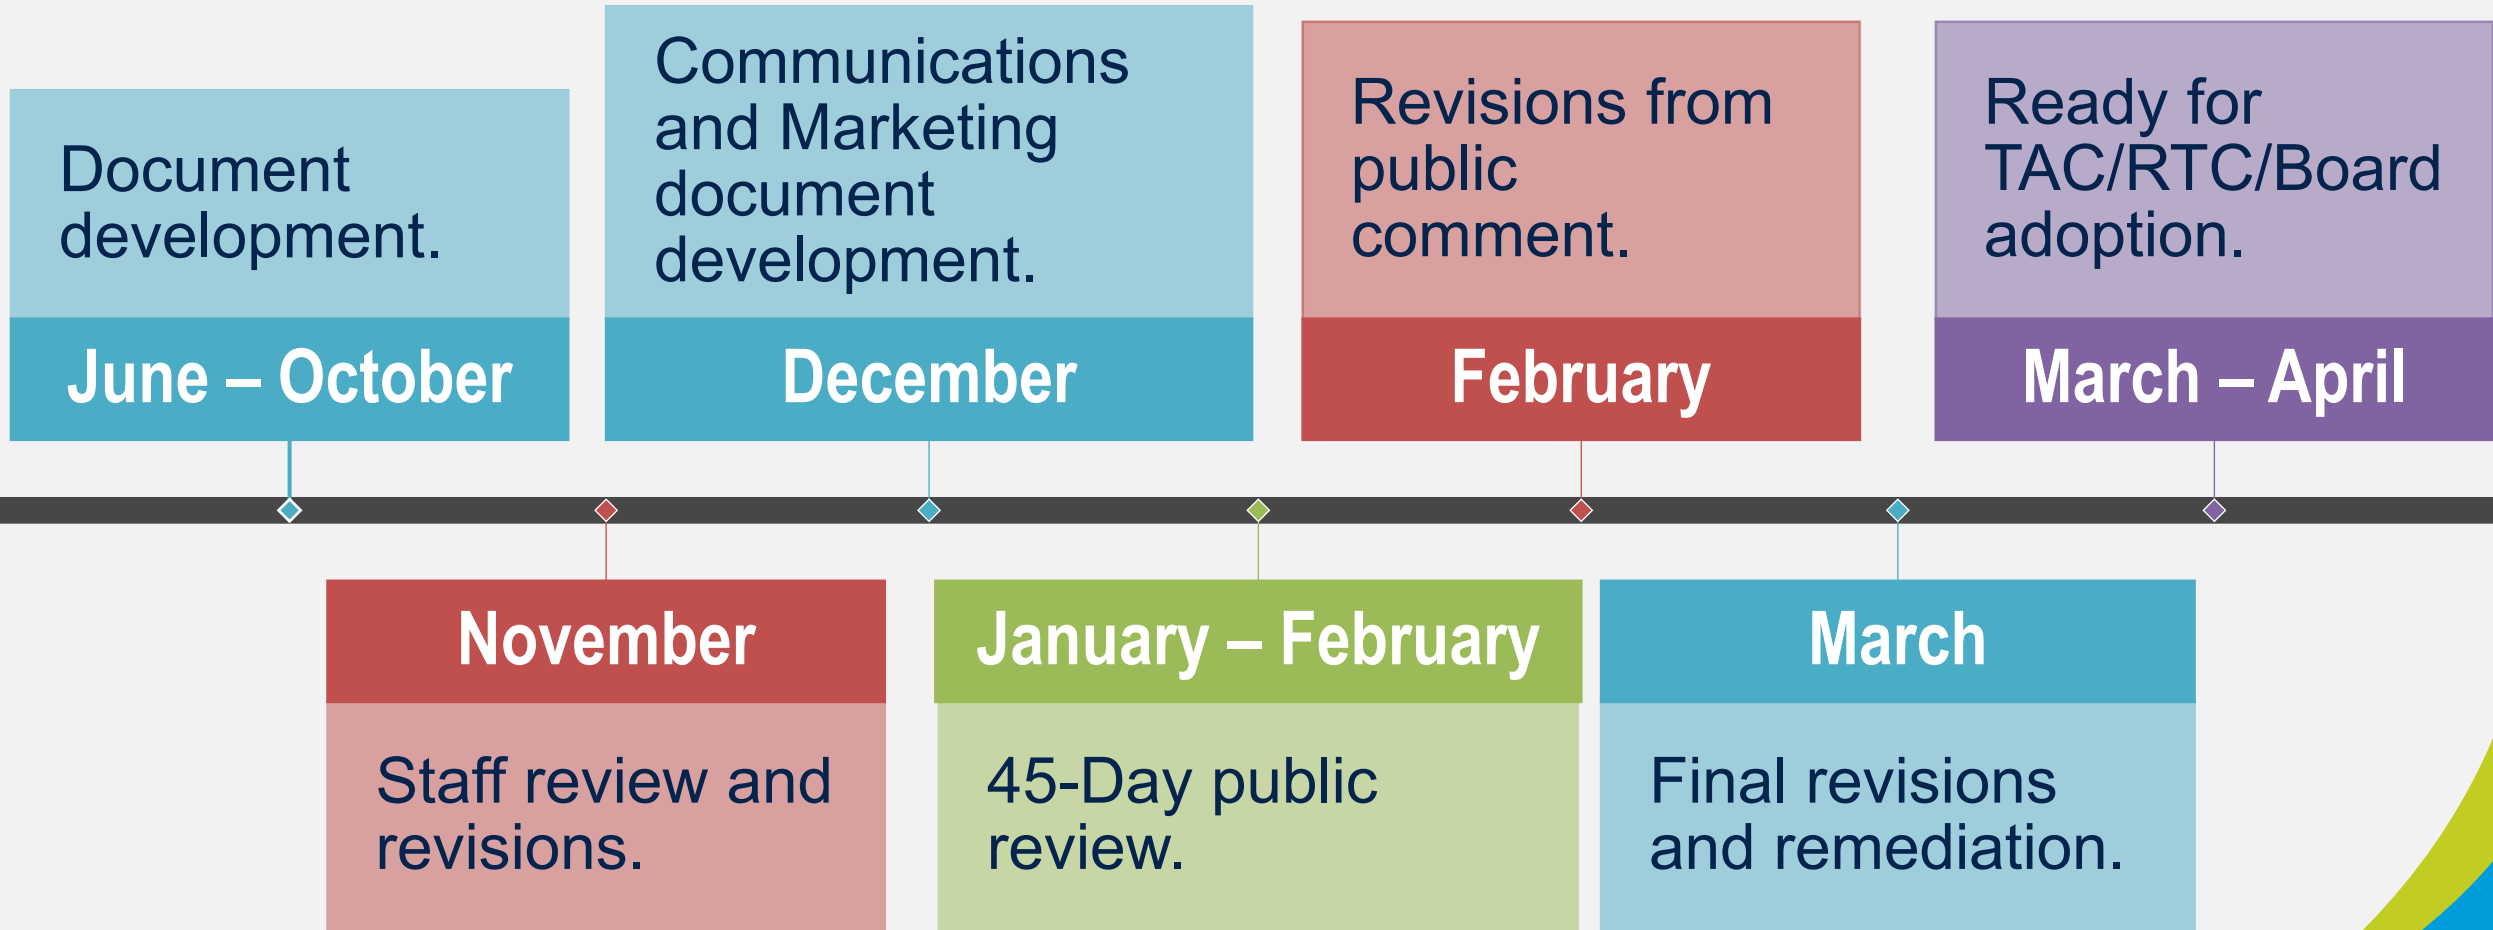 Document
development.
June – October
November
Staff review and
revisions.
Communications
and Marketing
document
development.
December
January – February
45-Day public
review.
Revisions from
public
comment.
February
March
Final revisions
and remediation.
Ready for
TAC/RTC/Board
adoption.
March – April